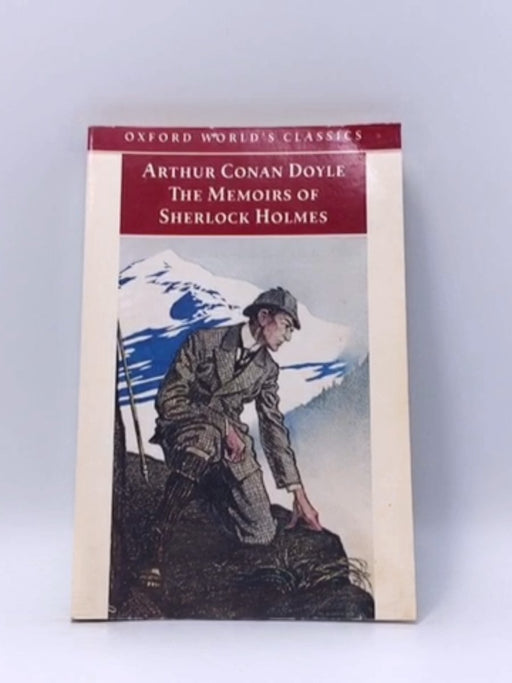 OXFORD WORLD'S CLASSICS
ARTHUR CONAN DOYLE
THE MEMOIRS OF
SHERLOCK HOLMES